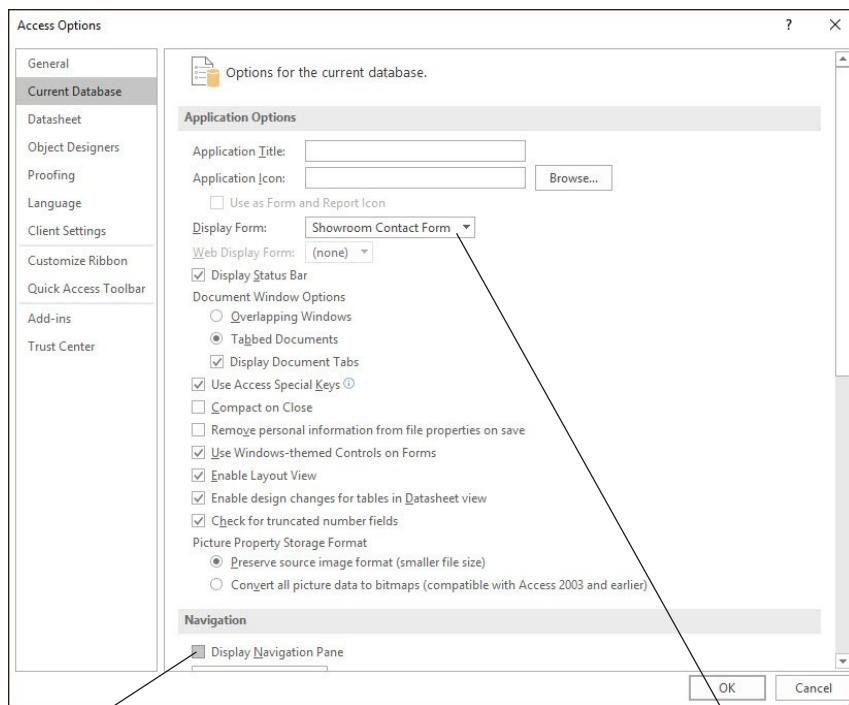 Access Options
?
General
Current Database
Datasheet
Object Designers
Proofing
Language
Client Settings
Customize Ribbon
Quick Access Toolbar
Add-ins
Trust Center
Options for the current database.
Application Options
Application Title:
Application Icon:
Browse...
Use as Form and Report Icon
Display Form: Showroom Contact Form
Web Display Form: (none)
Display Status Bar
Document Window Options
Overlapping Windows
Tabbed Documents
Display Document Tabs
Use Access Special Keys
Compact on Close
Remove personal information from file properties on save
Use Windows-themed Controls on Forms
Enable Layout View
Enable design changes for tables in Datasheet view
Check for truncated number fields
Picture Property Storage Format
Preserve source image format (smaller file size)
Convert all picture data to bitmaps (compatible with Access 2003 and earlier)
Navigation
Display Navigation Pane
OK
Cancel